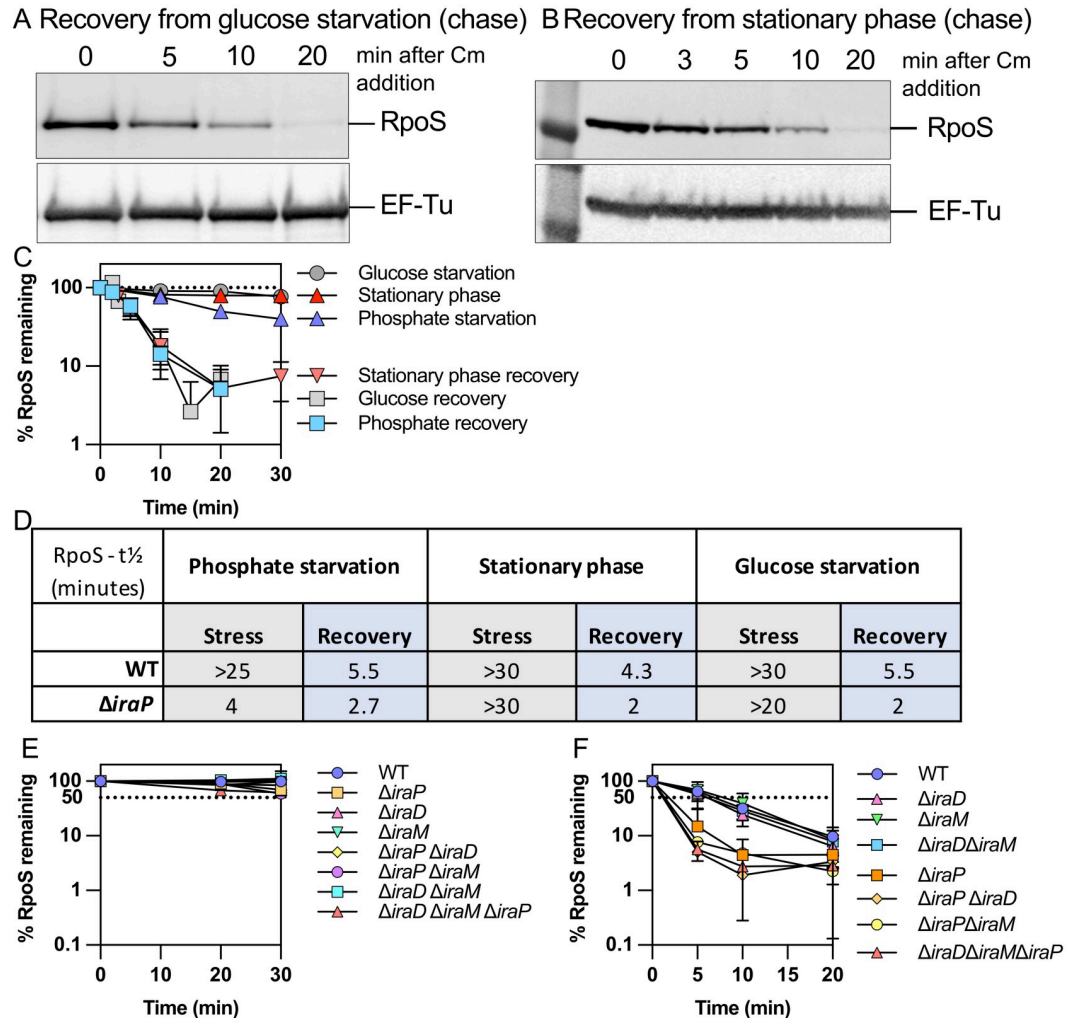 A Recovery from glucose starvation (chase)
0 5 10 20 min after Cm
addition
RpoS
EF-Tu
B Recovery from stationary phase (chase)
0 3 5 10 20 min after Cm
addition
RpoS
EF-Tu
C
% RpoS remaining
100
10
1
0 10 20 30
Time (min)
Glucose starvation
Stationary phase
Phosphate starvation
Stationary phase recovery
Glucose recovery
Phosphate recovery
D
RpoS - t½
(minutes)
Phosphate starvation Stationary phase Glucose starvation
Stress Recovery Stress Recovery Stress Recovery
WT >25 5.5 >30 4.3 >30 5.5
ΔiraP 4 2.7 >30 2 >20 2
E
% RpoS remaining
100
50
10
1
0.1
0 10 20 30
Time (min)
WT
ΔiraP
ΔiraD
ΔiraM
ΔiraP ΔiraD
ΔiraP ΔiraM
ΔiraD ΔiraM
ΔiraD ΔiraM ΔiraP
F
% RpoS remaining
100
50
10
1
0.1
0 5 10 15 20
Time (min)
WT
ΔiraD
ΔiraM
ΔiraDΔiraM
ΔiraP
ΔiraP ΔiraD
ΔiraPΔiraM
ΔiraDΔiraMΔiraP